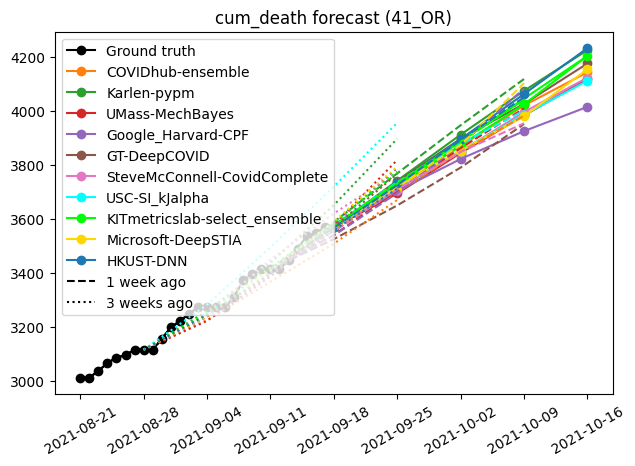 cum_death forecast (41_OR)
4200
4000
3800
3600
3400
3200
3000
Ground truth
COVIDhub-ensemble
Karlen-pypm
UMass-MechBayes
Google_Harvard-CPF
GT-DeepCOVID
SteveMcConnell-CovidComplete
USC-SI_kJalpha
KITmetricslab-select_ensemble
Microsoft-DeepSTIA
HKUST-DNN
1 week ago
3 weeks ago
2021-08-21
2021-08-28
2021-09-04
2021-09-11
2021-09-18
2021-09-25
2021-10-02
2021-10-09
2021-10-16